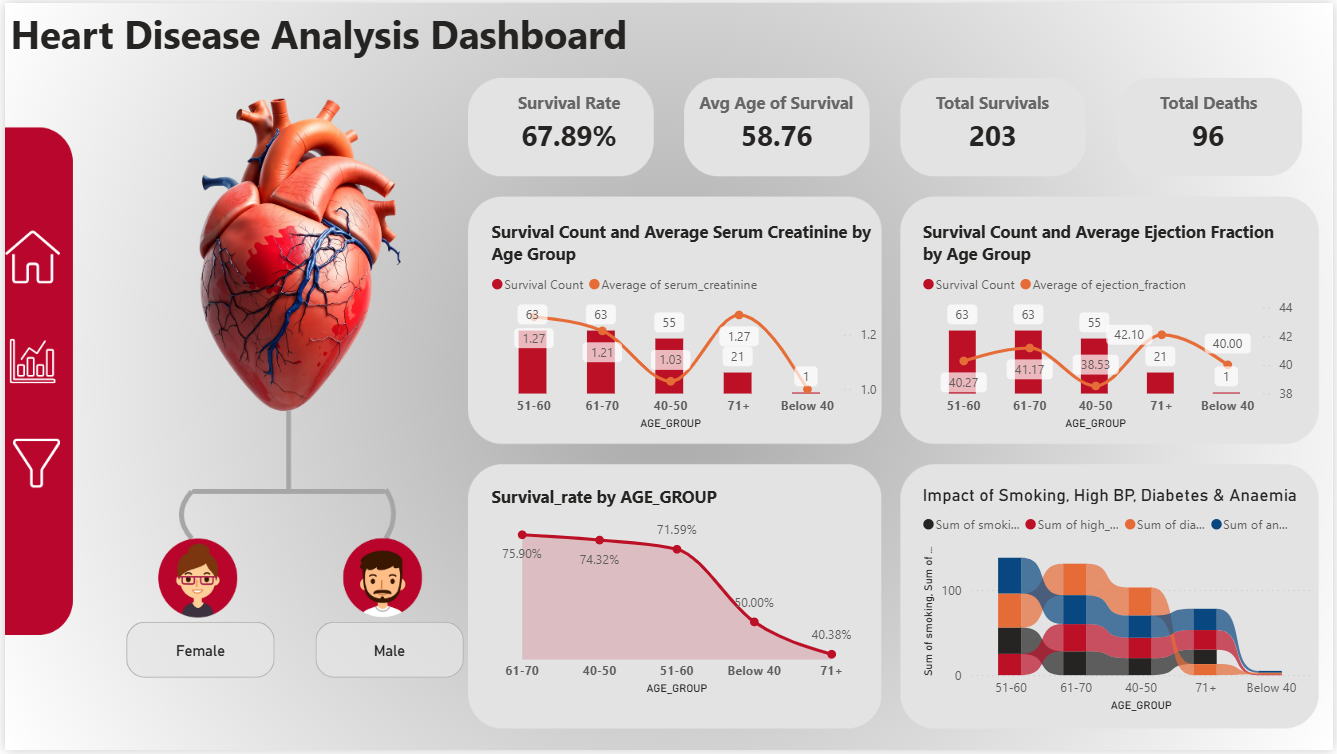 Heart Disease Analysis Dashboard
Survival Rate
67.89%
Avg Age of Survival
58.76
Total Survivals
203
Total Deaths
96
Survival Count and Average Serum Creatinine by
Age Group
Survival Count Average of serum_creatinine
63
63
55
1.27
1.21
1.03
1.27
21
1
1.2
1.0
51-60 61-70 40-50 71+ Below 40
AGE_GROUP
Survival Count and Average Ejection Fraction
by Age Group
Survival Count Average of ejection_fraction
63
63
55
42.10
40.00
40.27
41.17
38.53
21
1
44
42
40
38
51-60 61-70 40-50 71+ Below 40
AGE_GROUP
Survival_rate by AGE_GROUP
75.90%
74.32%
71.59%
50.00%
40.38%
61-70 40-50 51-60 Below 40 71+
AGE_GROUP
Impact of Smoking, High BP, Diabetes & Anaemia
Sum of smoki... Sum of high_... Sum of dia... Sum of an...
Sum of smoking, Sum of ...
100
0
51-60 61-70 40-50 71+ Below 40
AGE_GROUP
Female
Male